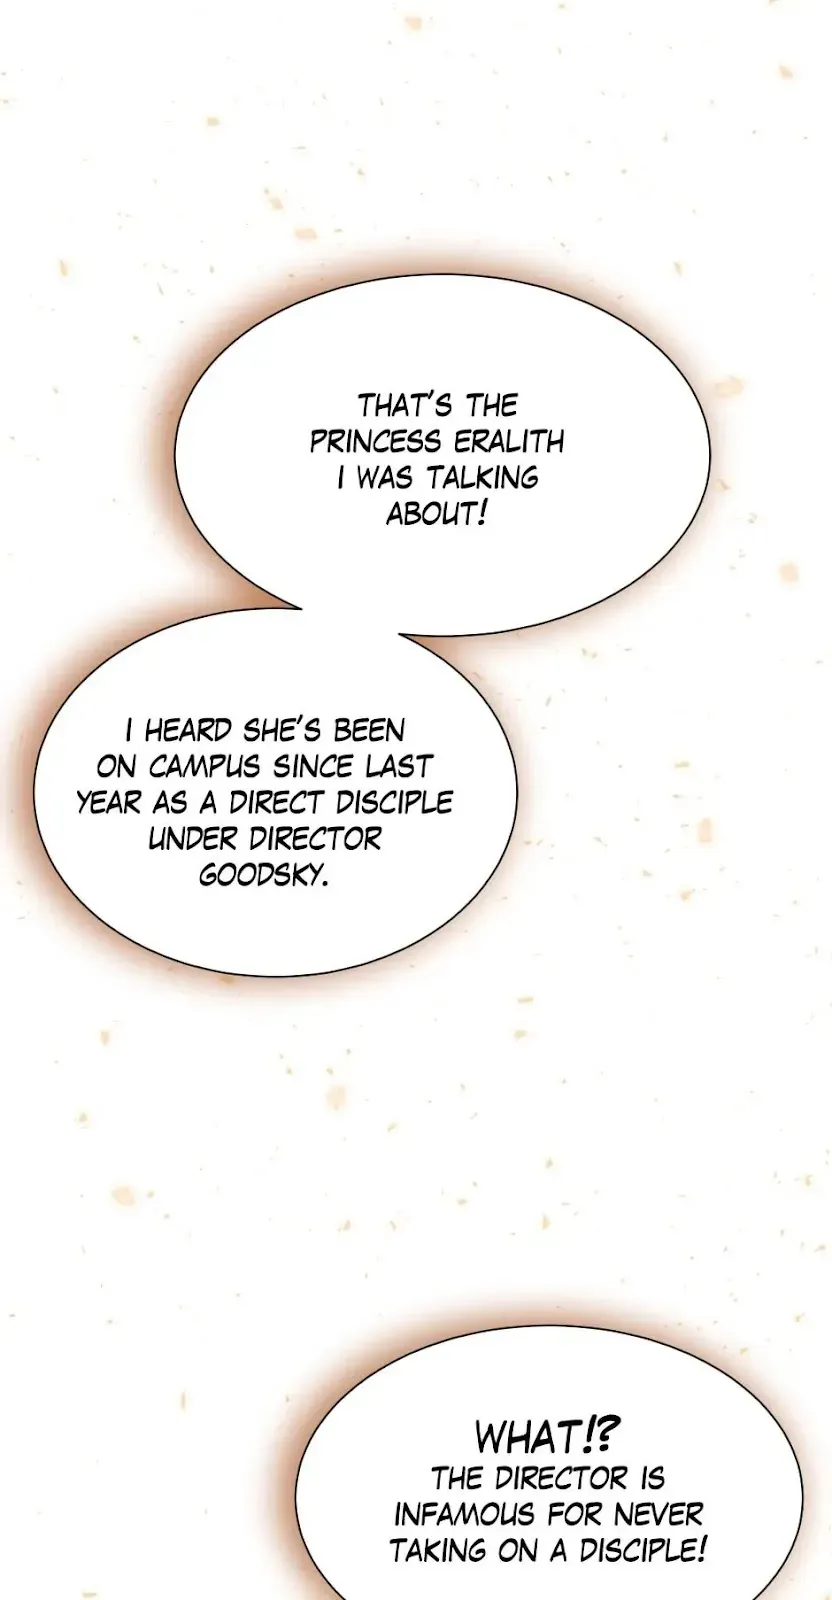 THAT'S THE
PRINCESS ERALITH
I WAS TALKING
ABOUT!
I HEARD SHE'S BEEN
ON CAMPUS SINCE LAST
YEAR AS A DIRECT DISCIPLE
UNDER DIRECTOR
GOODSKY.
WHAT!?
THE DIRECTOR IS
INFAMOUS FOR NEVER
TAKING ON A DISCIPLE!